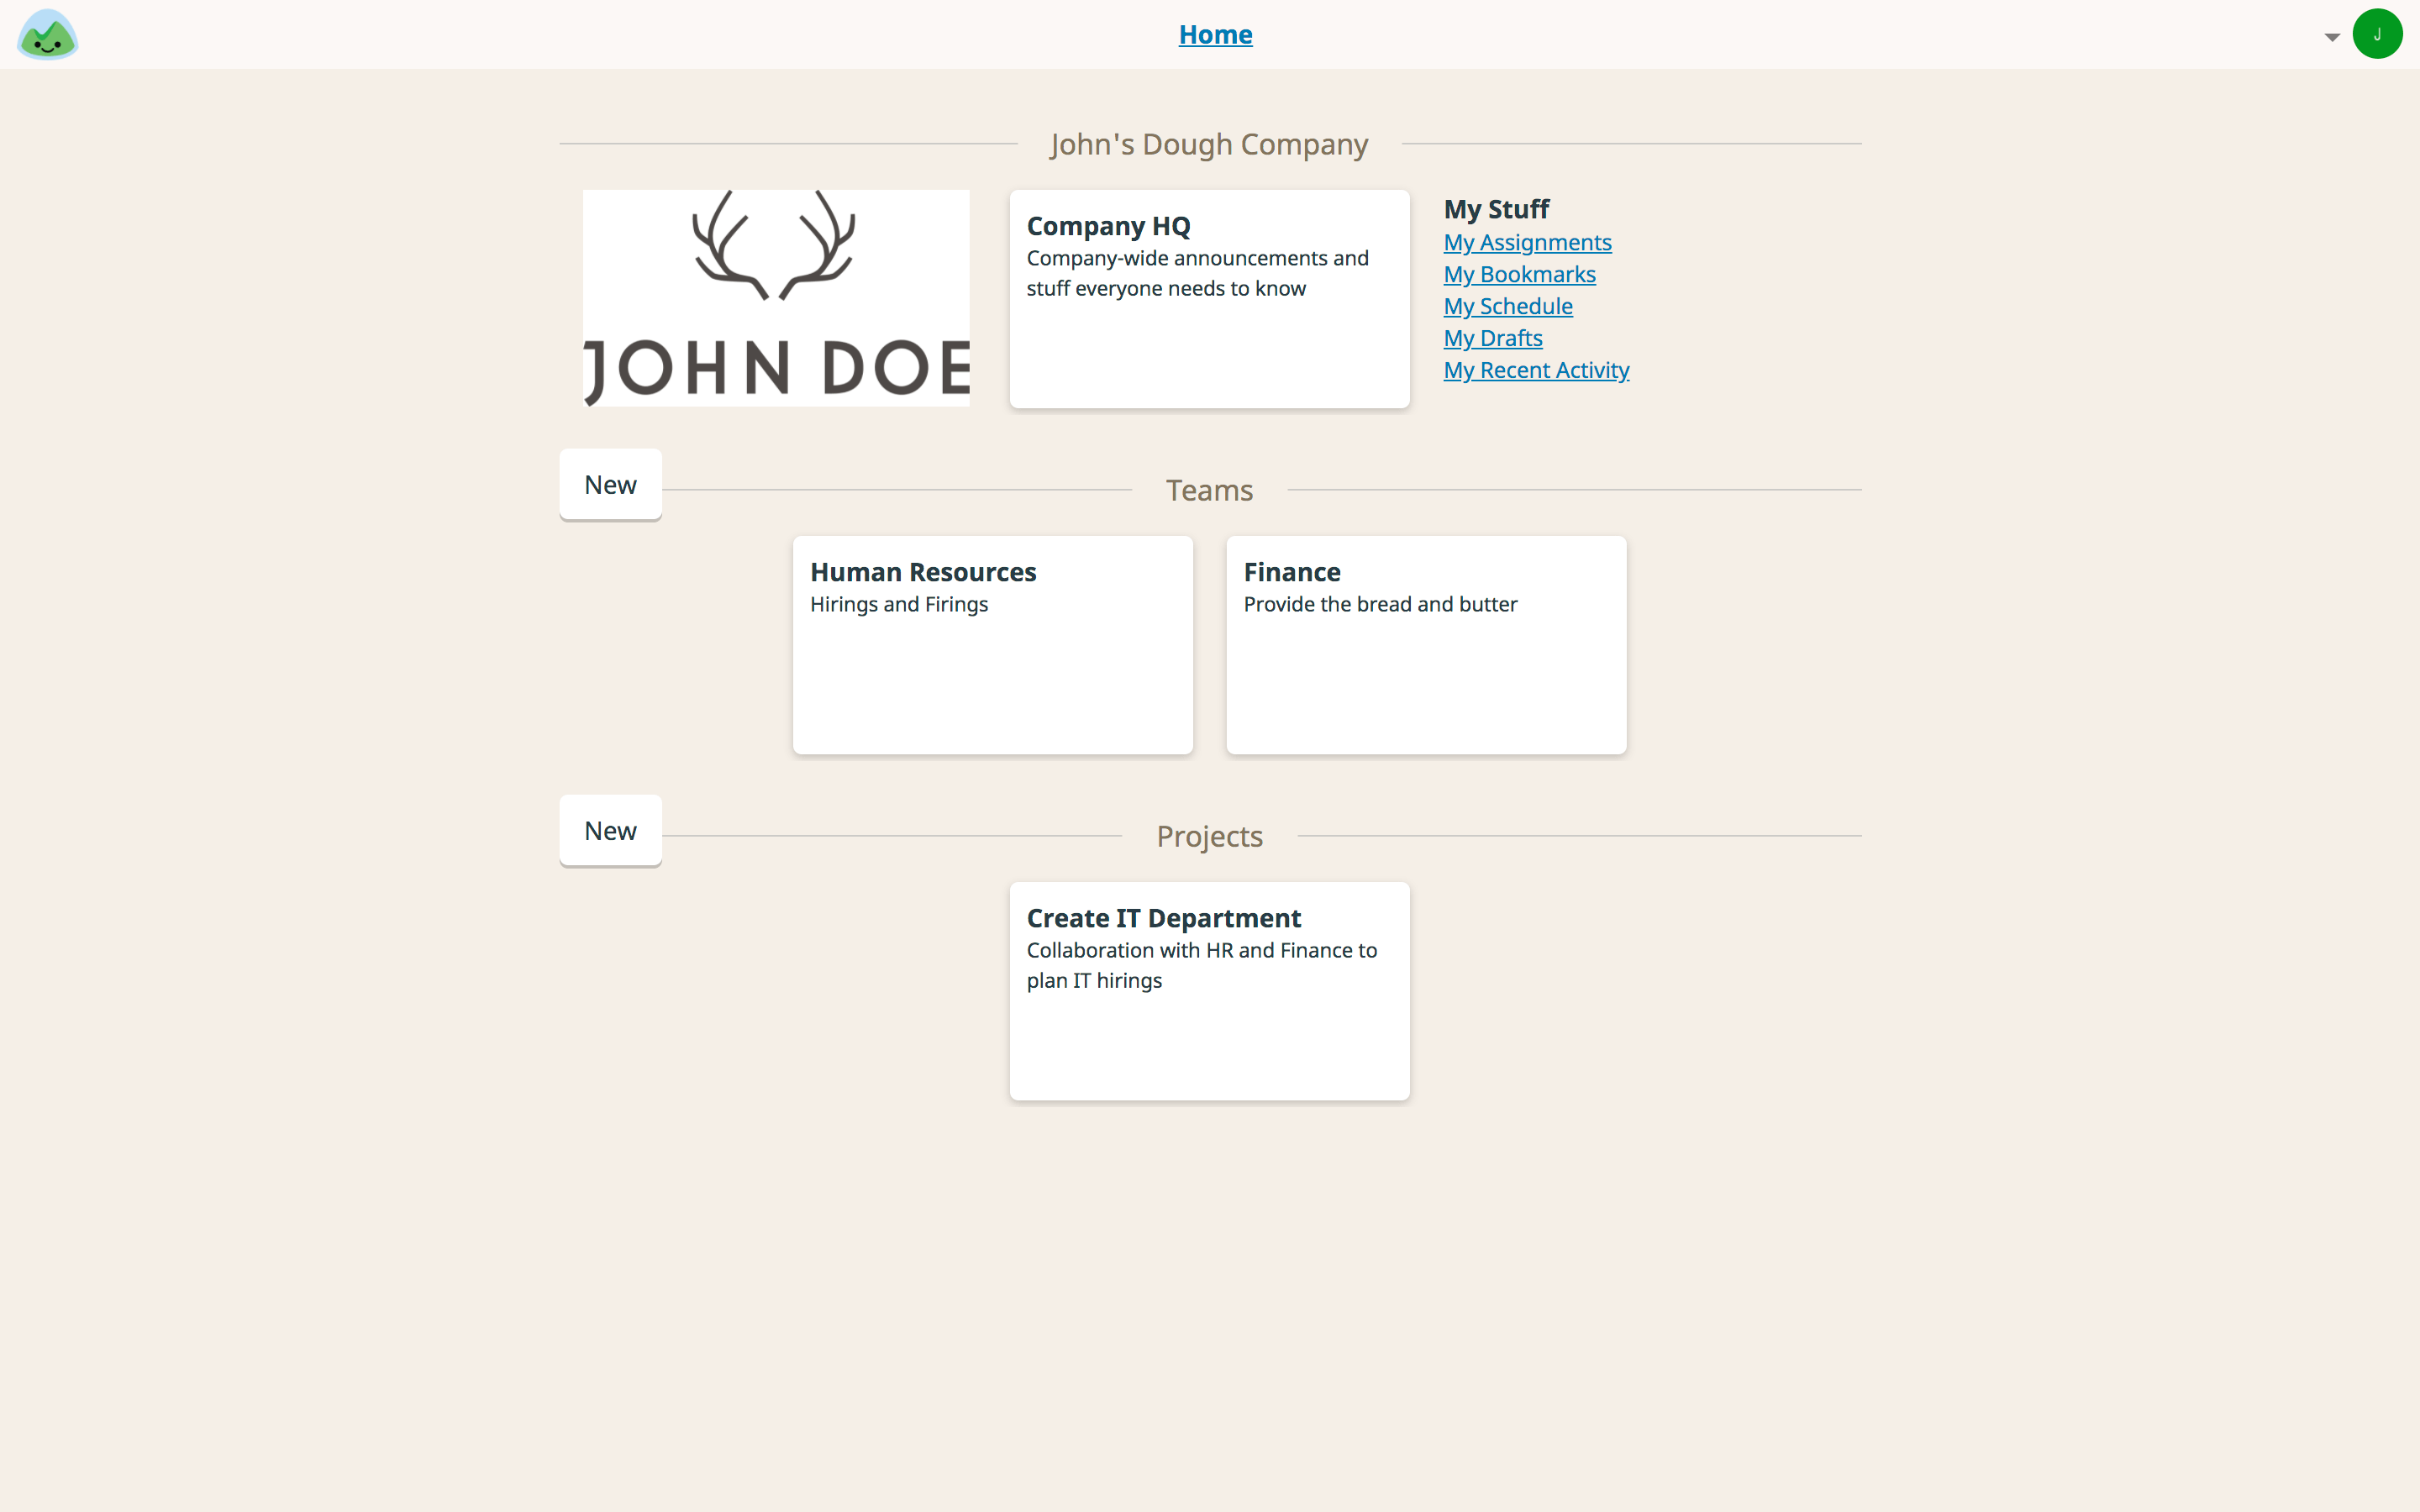 Home
J
John's Dough Company
JOHN DOE
Company HQ
Company-wide announcements and
stuff everyone needs to know
My Stuff
My Assignments
My Bookmarks
My Schedule
My Drafts
My Recent Activity
New
Teams
Human Resources
Hirings and Firings
Finance
Provide the bread and butter
New
Projects
Create IT Department
Collaboration with HR and Finance to
plan IT hirings